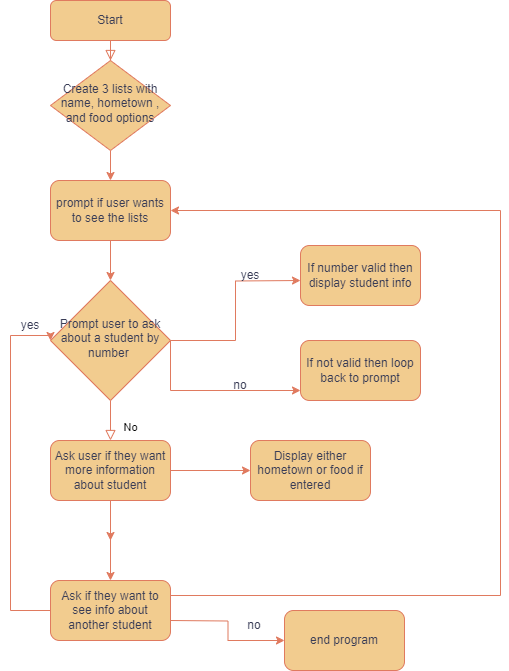 Start
Create 3 lists with
name, hometown ,
and food options
prompt if user wants
to see the lists
yes
If number valid then
display student info
yes
Prompt user to ask
about a student by
number
If not valid then loop
back to prompt
no
No
Ask user if they want
more information
about student
Display either
hometown or food if
entered
Ask if they want to
see info about
another student
no
end program